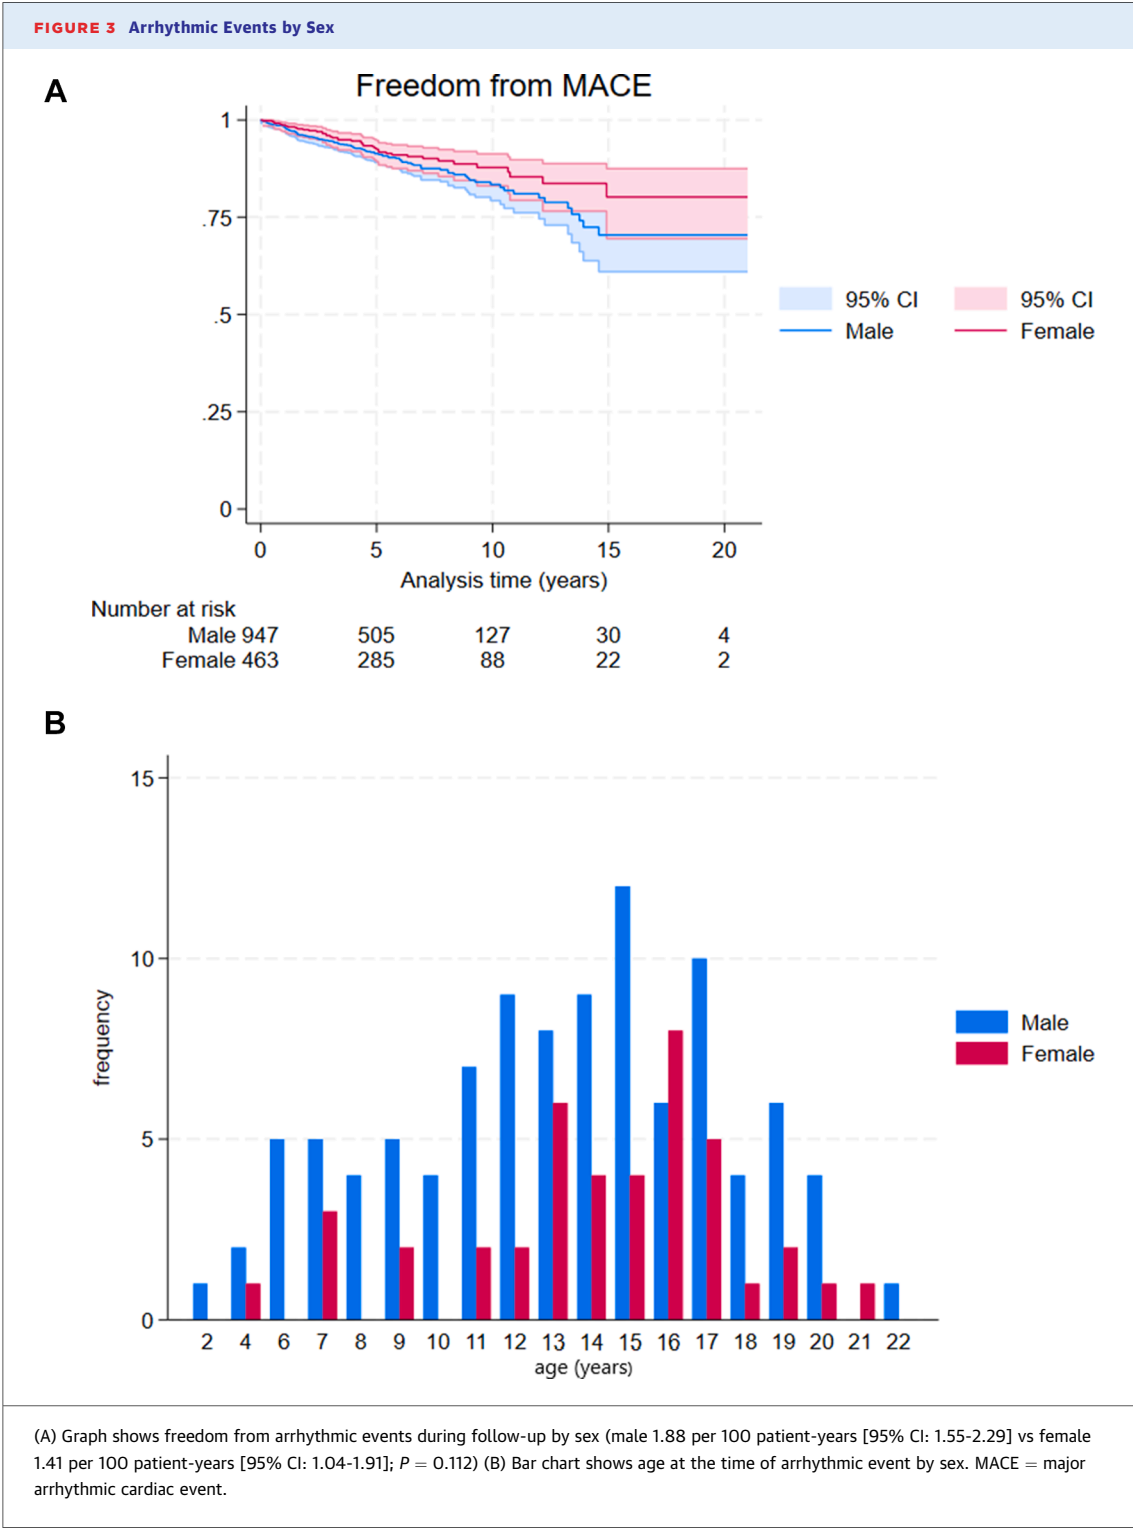 FIGURE 3 Arrhythmic Events by Sex
A
Freedom from MACE
1
.75
.5
.25
0
0 5 10 15 20
Analysis time (years)
95% CI 95% CI
Male Female
Number at risk
Male 947 505 127 30 4
Female 463 285 88 22 2
B
15
10
5
0
frequency
2 4 6 7 8 9 10 11 12 13 14 15 16 17 18 19 20 21 22
age (years)
Male
Female
(A) Graph shows freedom from arrhythmic events during follow-up by sex (male 1.88 per 100 patient-years [95% CI: 1.55-2.29] vs female
1.41 per 100 patient-years [95% CI: 1.04-1.91]; P = 0.112) (B) Bar chart shows age at the time of arrhythmic event by sex. MACE = major
arrhythmic cardiac event.